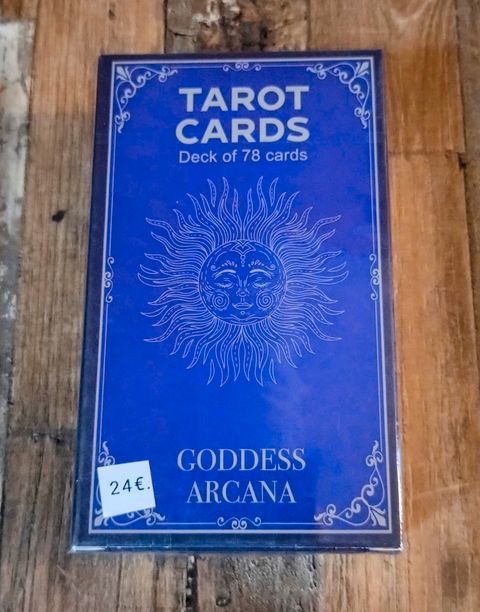 TAROT
CARDS
Deck of 78 cards
GODDESS
ARCANA
24€.